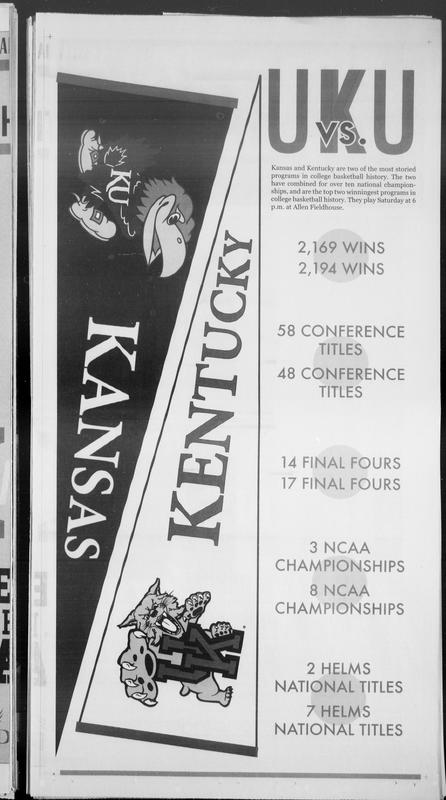 UKU
VS.
Kansas and Kentucky are two of the most storied
programs in college basketball history. The two
have combined for over ten national champion-
ships, and are the top two winningest programs in
college basketball history. They play Saturday at 6
p.m. at Allen Fieldhouse.
2,169 WINS
2,194 WINS
58 CONFERENCE
TITLES
48 CONFERENCE
TITLES
14 FINAL FOURS
17 FINAL FOURS
3 NCAA
CHAMPIONSHIPS
8 NCAA
CHAMPIONSHIPS
2 HELMS
NATIONAL TITLES
7 HELMS
NATIONAL TITLES
KU
KANSAS
KENTUCKY
UK